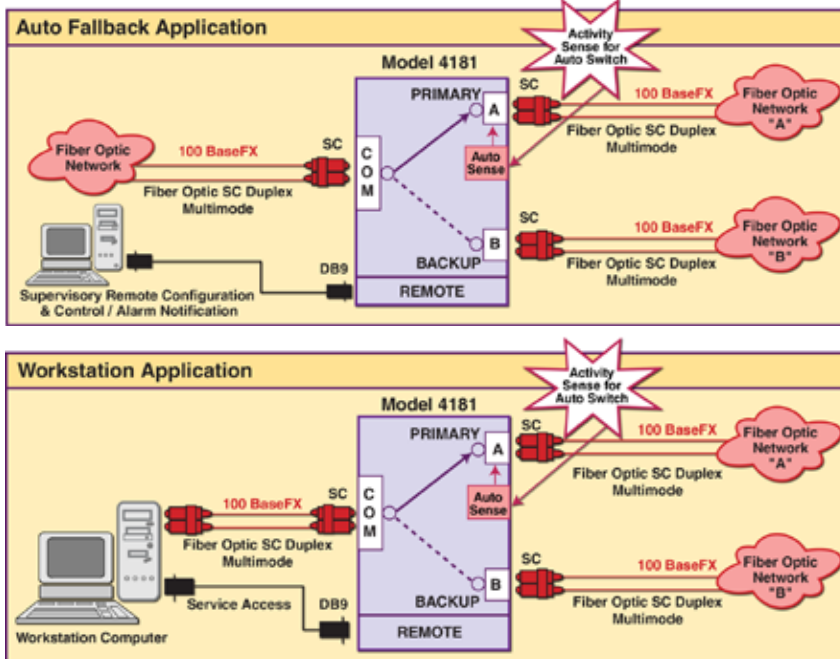 Auto Fallback Application
Activity
Sense for
Auto Switch
Model 4181
PRIMARY
SC
100 BaseFX
Fiber Optic SC Duplex
Multimode
Fiber Optic
Network
"A"
A
Auto
Sense
Fiber Optic
Network
100 BaseFX
Fiber Optic SC Duplex
Multimode
SC
COM
SC
100 BaseFX
Fiber Optic SC Duplex
Multimode
Fiber Optic
Network
"B"
B
BACKUP
DB9
REMOTE
Supervisory Remote Configuration
& Control / Alarm Notification
Workstation Application
Activity
Sense for
Auto Switch
Model 4181
PRIMARY
SC
100 BaseFX
Fiber Optic SC Duplex
Multimode
Fiber Optic
Network
"A"
A
Auto
Sense
100 BaseFX
Fiber Optic SC Duplex
Multimode
SC
COM
SC
100 BaseFX
Fiber Optic SC Duplex
Multimode
Fiber Optic
Network
"B"
B
BACKUP
Service Access
DB9
REMOTE
Workstation Computer